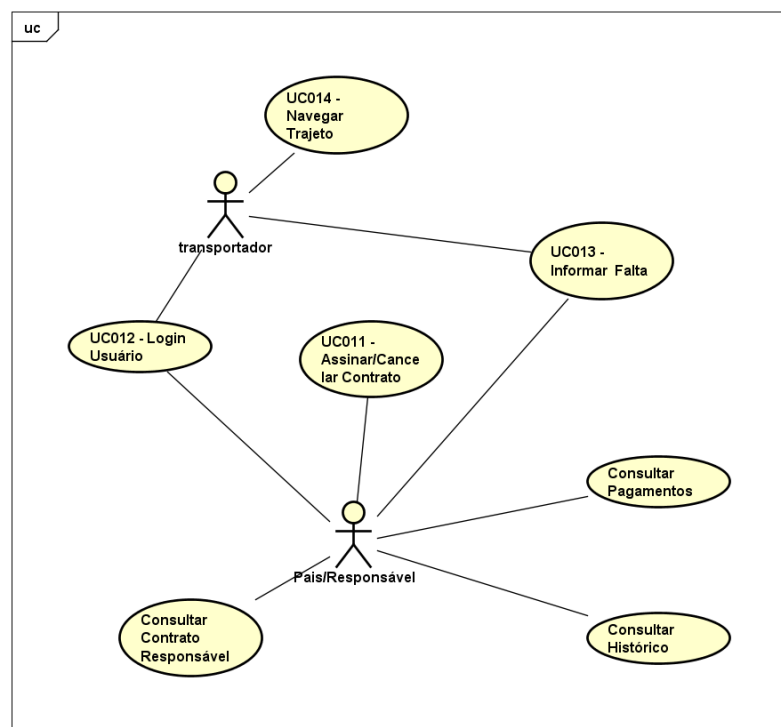 uc
UC014 -
Navegar
Trajeto
transportador
UC013 -
Informar Falta
UC012 - Login
Usuário
UC011 -
Assinar/Cance
lar Contrato
Consultar
Pagamentos
Pais/Responsável
Consultar
Contrato
Responsável
Consultar
Histórico